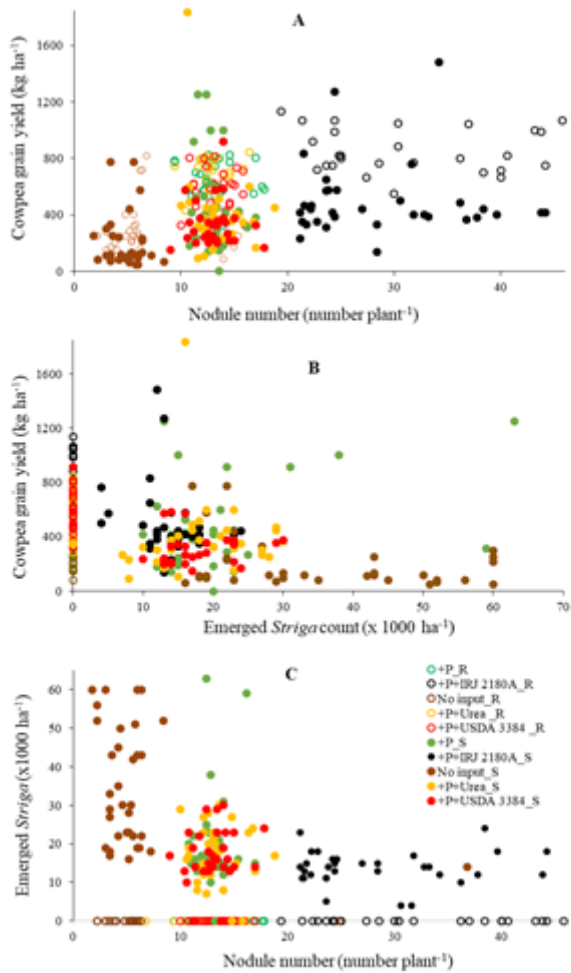 A
Cowpea grain yield (kg ha-1)
1600
1200
800
400
0
0 10 20 30 40
Nodule number (number plant-1)
B
Cowpea grain yield (kg ha-1)
1600
1200
800
400
0
0 10 20 30 40 50 60 70
Emerged Striga count (x 1000 ha-1)
C
Emerged Striga (x1000 ha-1)
60
50
40
30
20
10
0
0 10 20 30 40
Nodule number (number plant-1)
+P_R
+P+IRJ 2180A_R
No input_R
+P+Urea _R
+P+USDA 3384 _R
+P_S
+P+IRJ 2180A_S
No input_S
+P+Urea_S
+P+USDA 3384_S